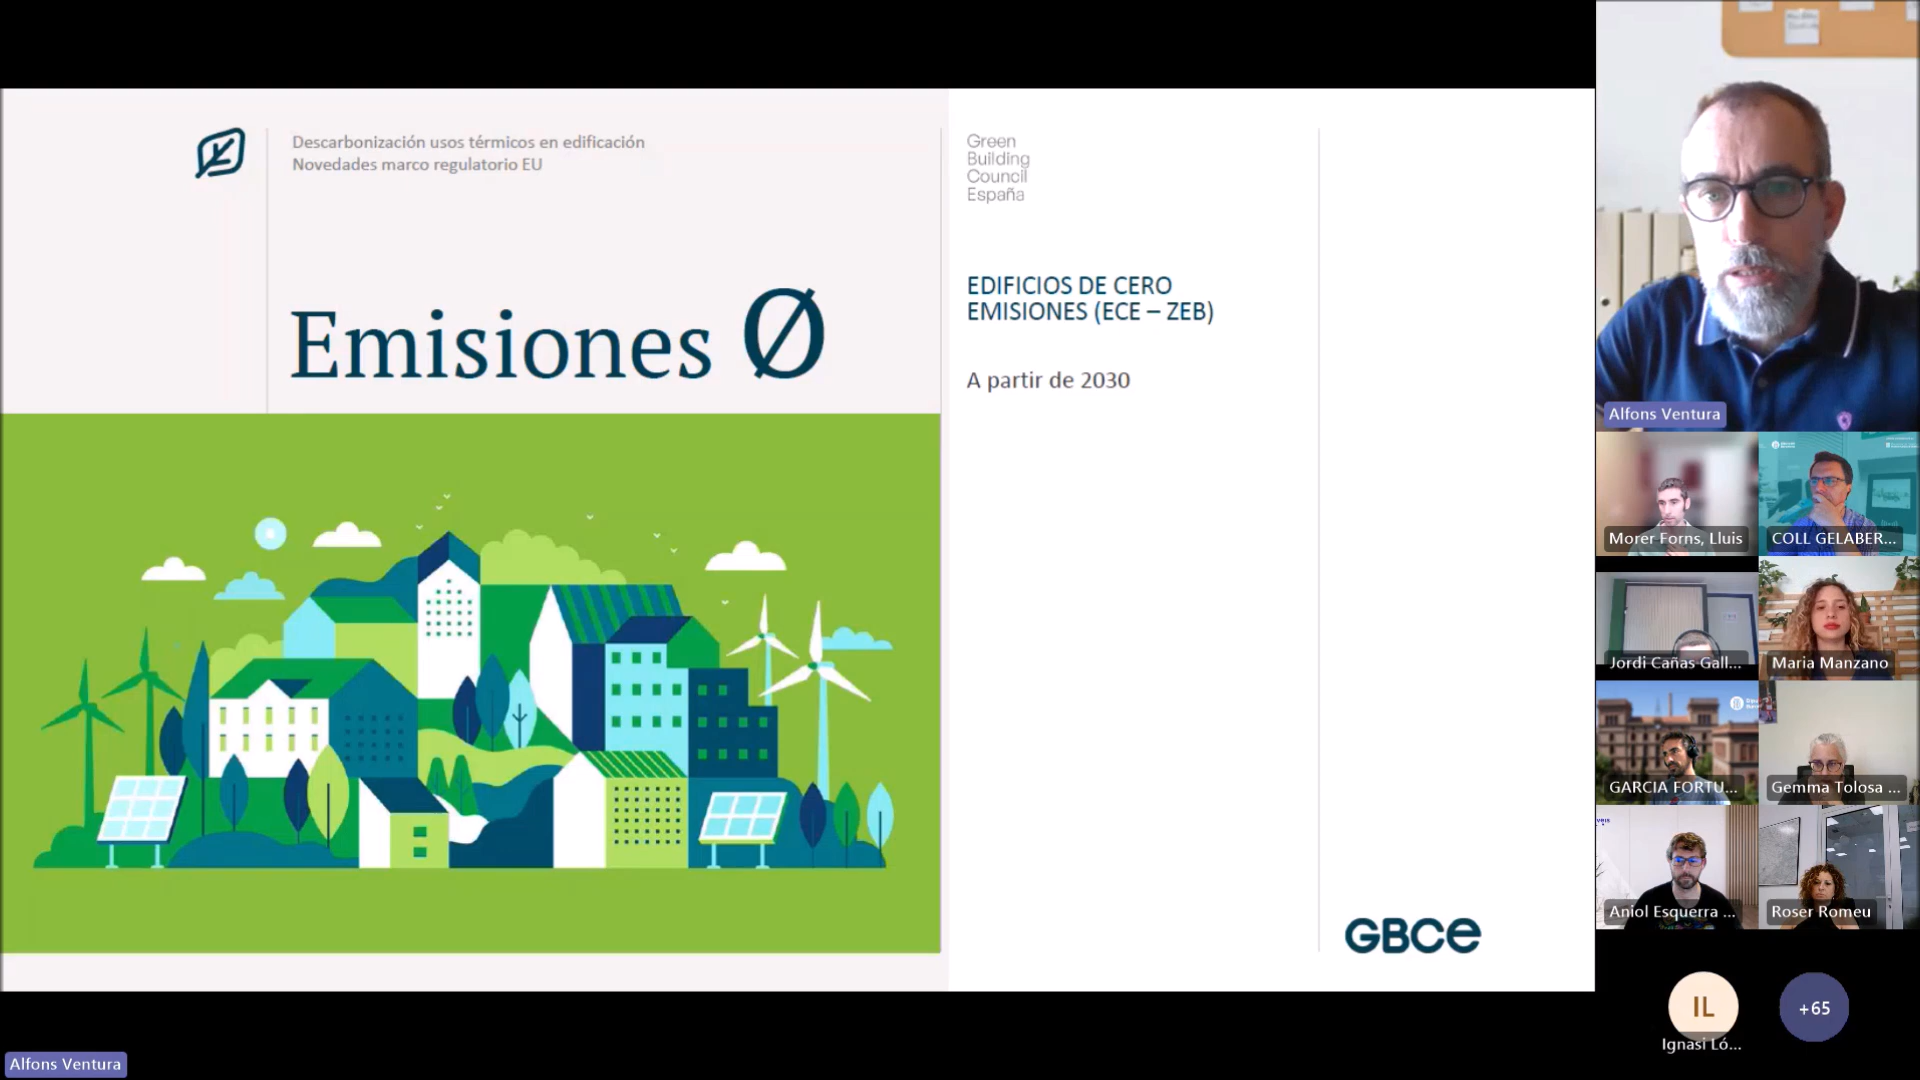 Descarbonización usos térmicos en edificación
Novedades marco regulatorio EU
Emisiones Ø
Green
Building
Council
España
EDIFICIOS DE CERO
EMISIONES (ECE – ZEB)
A partir de 2030
GBCe
Alfons Ventura
Morer Forns, Lluis
COLL GELABER...
Jordi Cañas Gall...
Maria Manzano
GARCIA FORTU...
Gemma Tolosa ...
Aniol Esquerra ...
Roser Romeu
IL
Ignasi Ló...
+65
Alfons Ventura